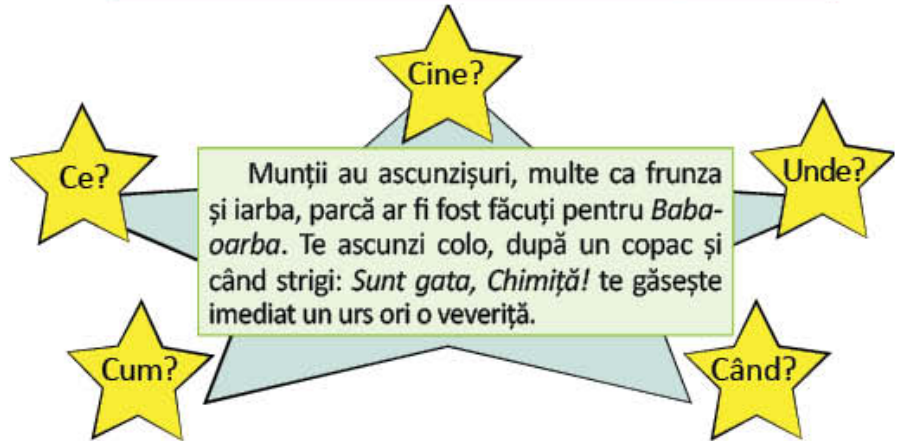 Cine?
Ce?
Unde?
Munții au ascunzișuri, multe ca frunza
și iarba, parcă ar fi fost făcuți pentru Baba-
oarba. Te ascunzi colo, după un copac și
când strigi: Sunt gata, Chimiță! te găsește
imediat un urs ori o veveriță.
Cum?
Când?